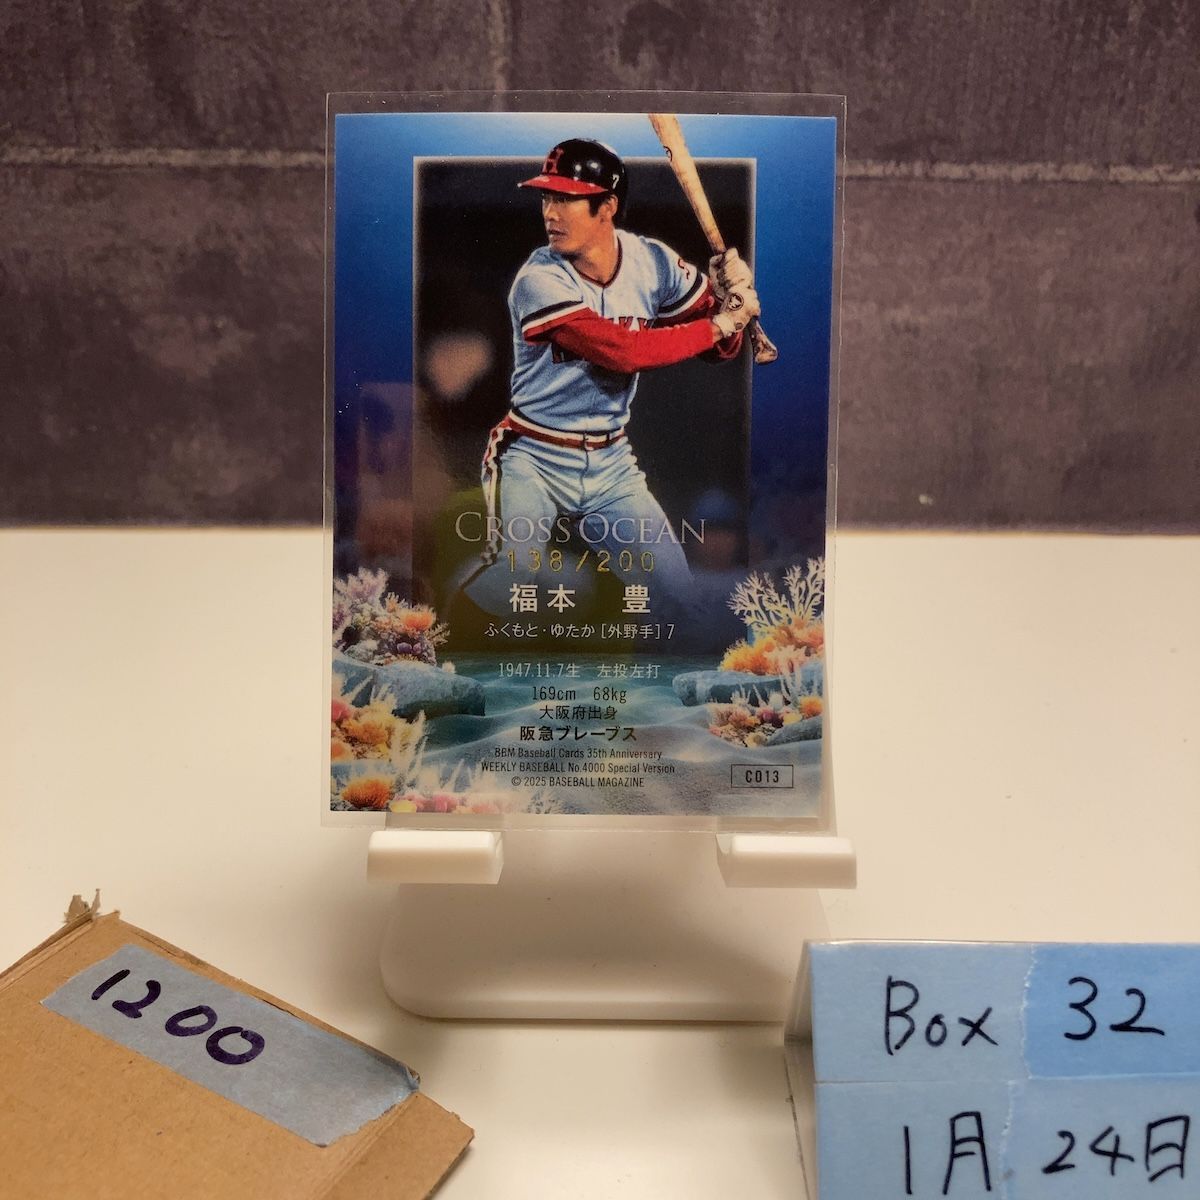 H
7
CROSS OCEAN
138/200
福本 豊
ふくもと・ゆたか [外野手] 7
1947.11.7生 左投左打
169cm 68kg
大阪府出身
阪急ブレーブス
BBM Baseball Cards 35th Anniversary
WEEKLY BASEBALL No.4000 Special Version
© 2025 BASEBALL MAGAZINE
CO13
1200
Box 32
1月 24日